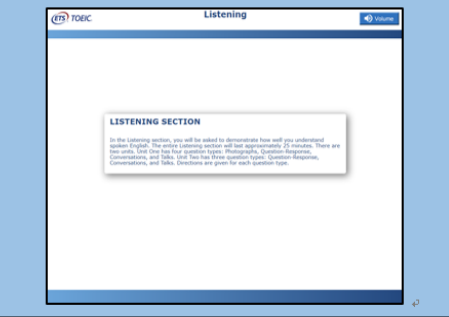 Listening
ETS TOEIC.
Volume
LISTENING SECTION
In the Listening section, you will be asked to demonstrate how well you understand
spoken English. The entire Listening section will last approximately 25 minutes. There are
two units. Unit One has four question types: Photographs, Question-Response,
Conversations, and Talks. Unit Two has three question types: Question-Response,
Conversations, and Talks. Directions are given for each question type.